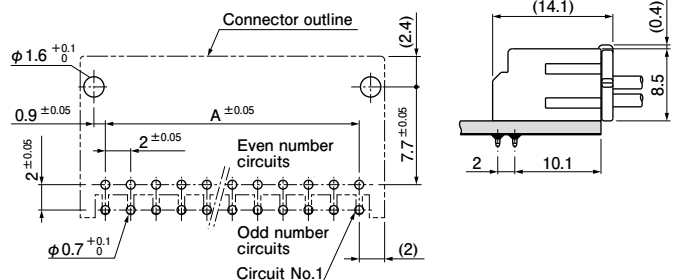 Connector outline
(2.4)
φ1.6 +0.1 0
0.9 ±0.05
A ±0.05
2 ±0.05
7.7 ±0.05
2 ±0.05
Even number
circuits
Odd number
circuits
φ0.7 +0.1 0
(2)
Circuit No.1
(14.1)
(0.4)
8.5
2
10.1